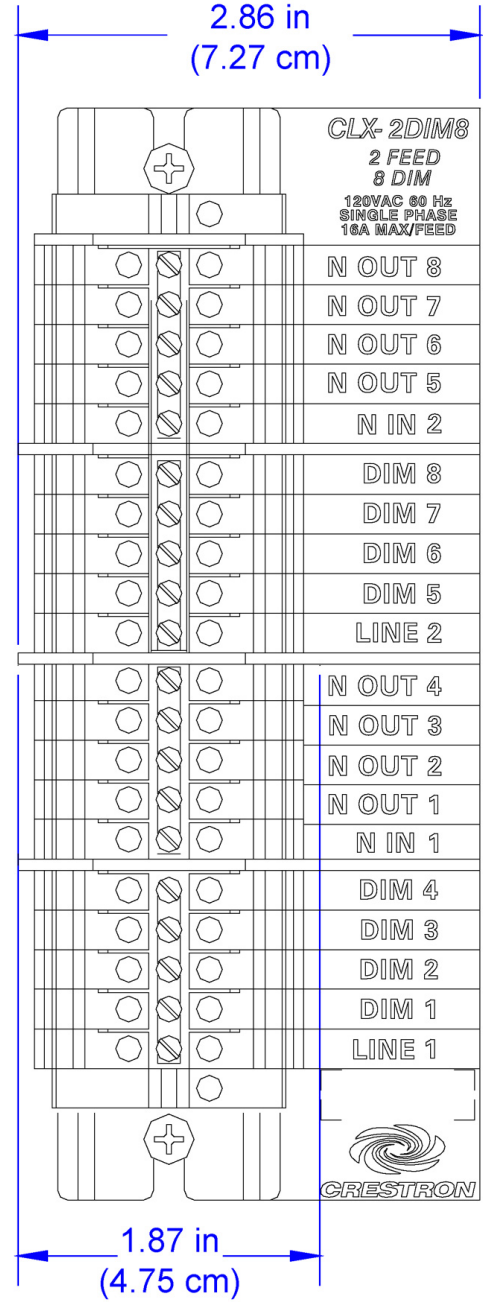 2.86 in
(7.27 cm)
CLX-2DIM8
2 FEED
8 DIM
120VAC 60 Hz
SINGLE PHASE
16A MAX/FEED
N OUT 8
N OUT 7
N OUT 6
N OUT 5
N IN 2
DIM 8
DIM 7
DIM 6
DIM 5
LINE 2
N OUT 4
N OUT 3
N OUT 2
N OUT 1
N IN 1
DIM 4
DIM 3
DIM 2
DIM 1
LINE 1
CRESTRON
1.87 in
(4.75 cm)